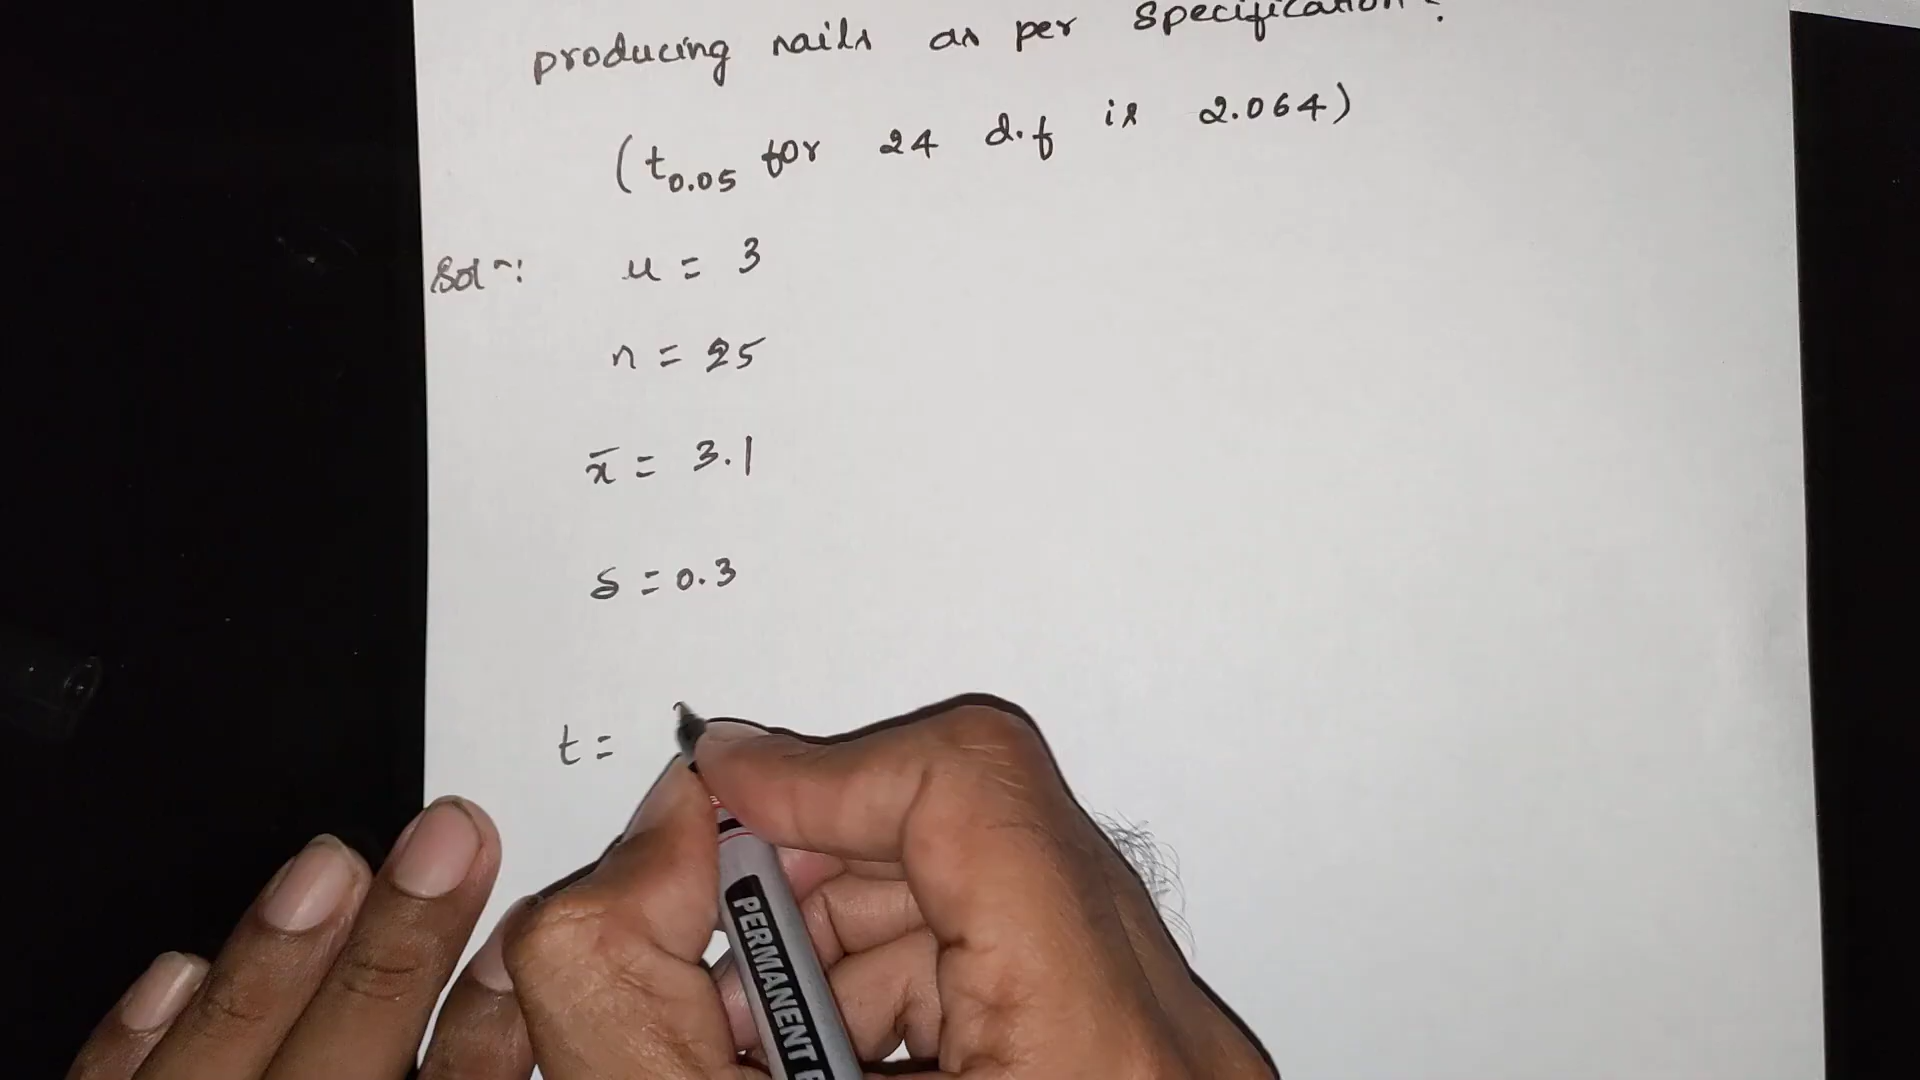 producing nails as per specification.
(t0.05 for 24 d.f is 2.064)
Soln:
μ = 3
n = 25
x̄ = 3.1
s = 0.3
t =
PERMANENT